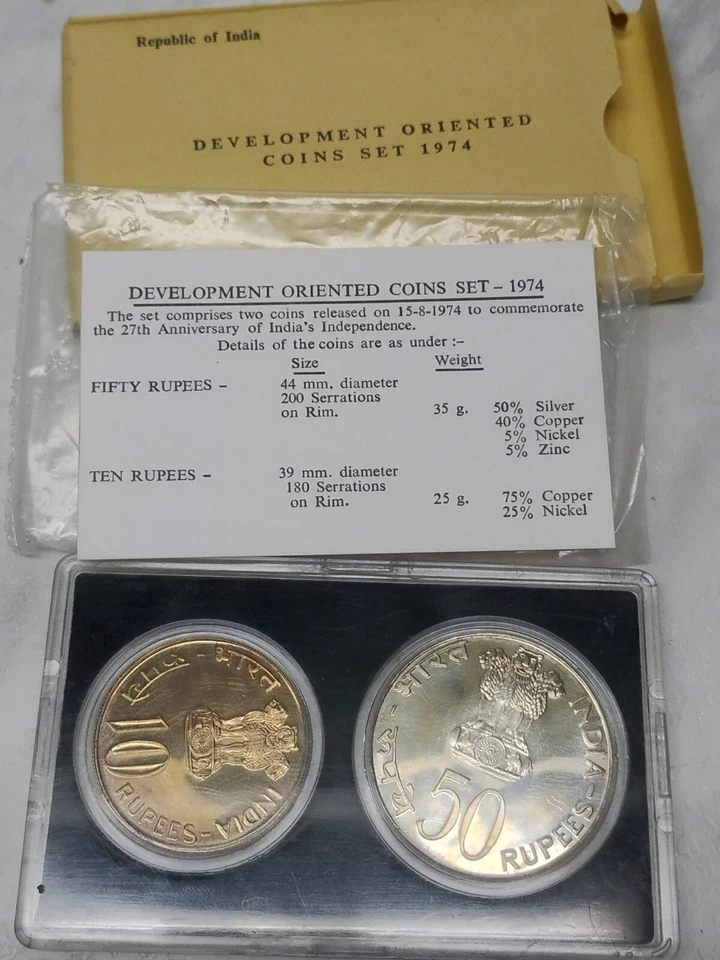 Republic of India
DEVELOPMENT ORIENTED
COINS SET 1974
DEVELOPMENT ORIENTED COINS SET – 1974
The set comprises two coins released on 15-8-1974 to commemorate
the 27th Anniversary of India's Independence.
Details of the coins are as under :–
Size Weight
FIFTY RUPEES – 44 mm. diameter
200 Serrations
on Rim. 35 g. 50% Silver
40% Copper
5% Nickel
5% Zinc
TEN RUPEES – 39 mm. diameter
180 Serrations
on Rim. 25 g. 75% Copper
25% Nickel
रुपये - भारत
10
RUPEES - INDIA
रुपये - भारत
INDIA - RUPEES
50